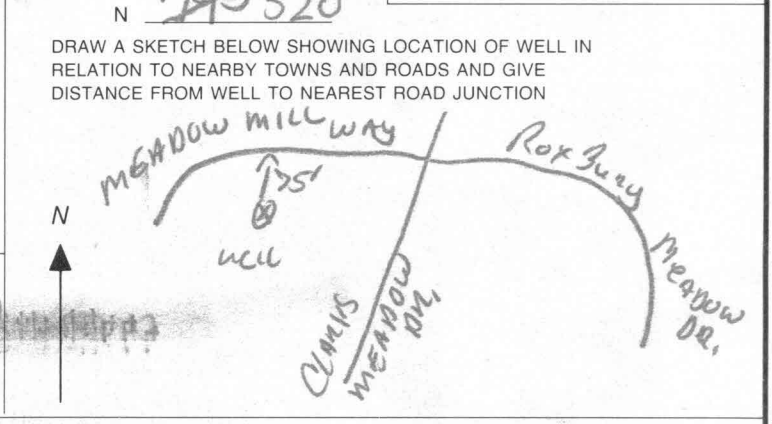 N
DRAW A SKETCH BELOW SHOWING LOCATION OF WELL IN
RELATION TO NEARBY TOWNS AND ROADS AND GIVE
DISTANCE FROM WELL TO NEAREST ROAD JUNCTION
MEADOW MILL WAY
RoxBury
MEADOW
DR.
75'
well
N
CLARKS
MEADOW
DR.